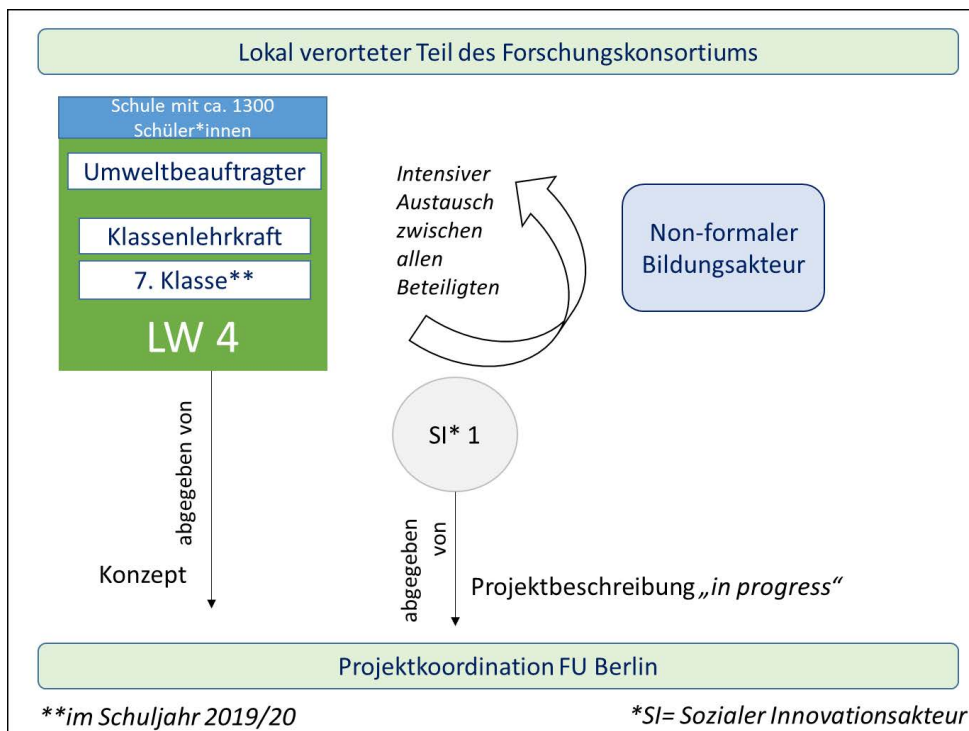 Lokal verorteter Teil des Forschungskonsortiums
Schule mit ca. 1300
Schüler*innen
Umweltbeauftragter
Klassenlehrkraft
7. Klasse**
LW 4
Intensiver
Austausch
zwischen
allen
Beteiligten
Non-formaler
Bildungsakteur
SI* 1
abgegeben von
Konzept
abgegeben
von
Projektbeschreibung „in progress“
Projektkoordination FU Berlin
**im Schuljahr 2019/20
*SI= Sozialer Innovationsakteur